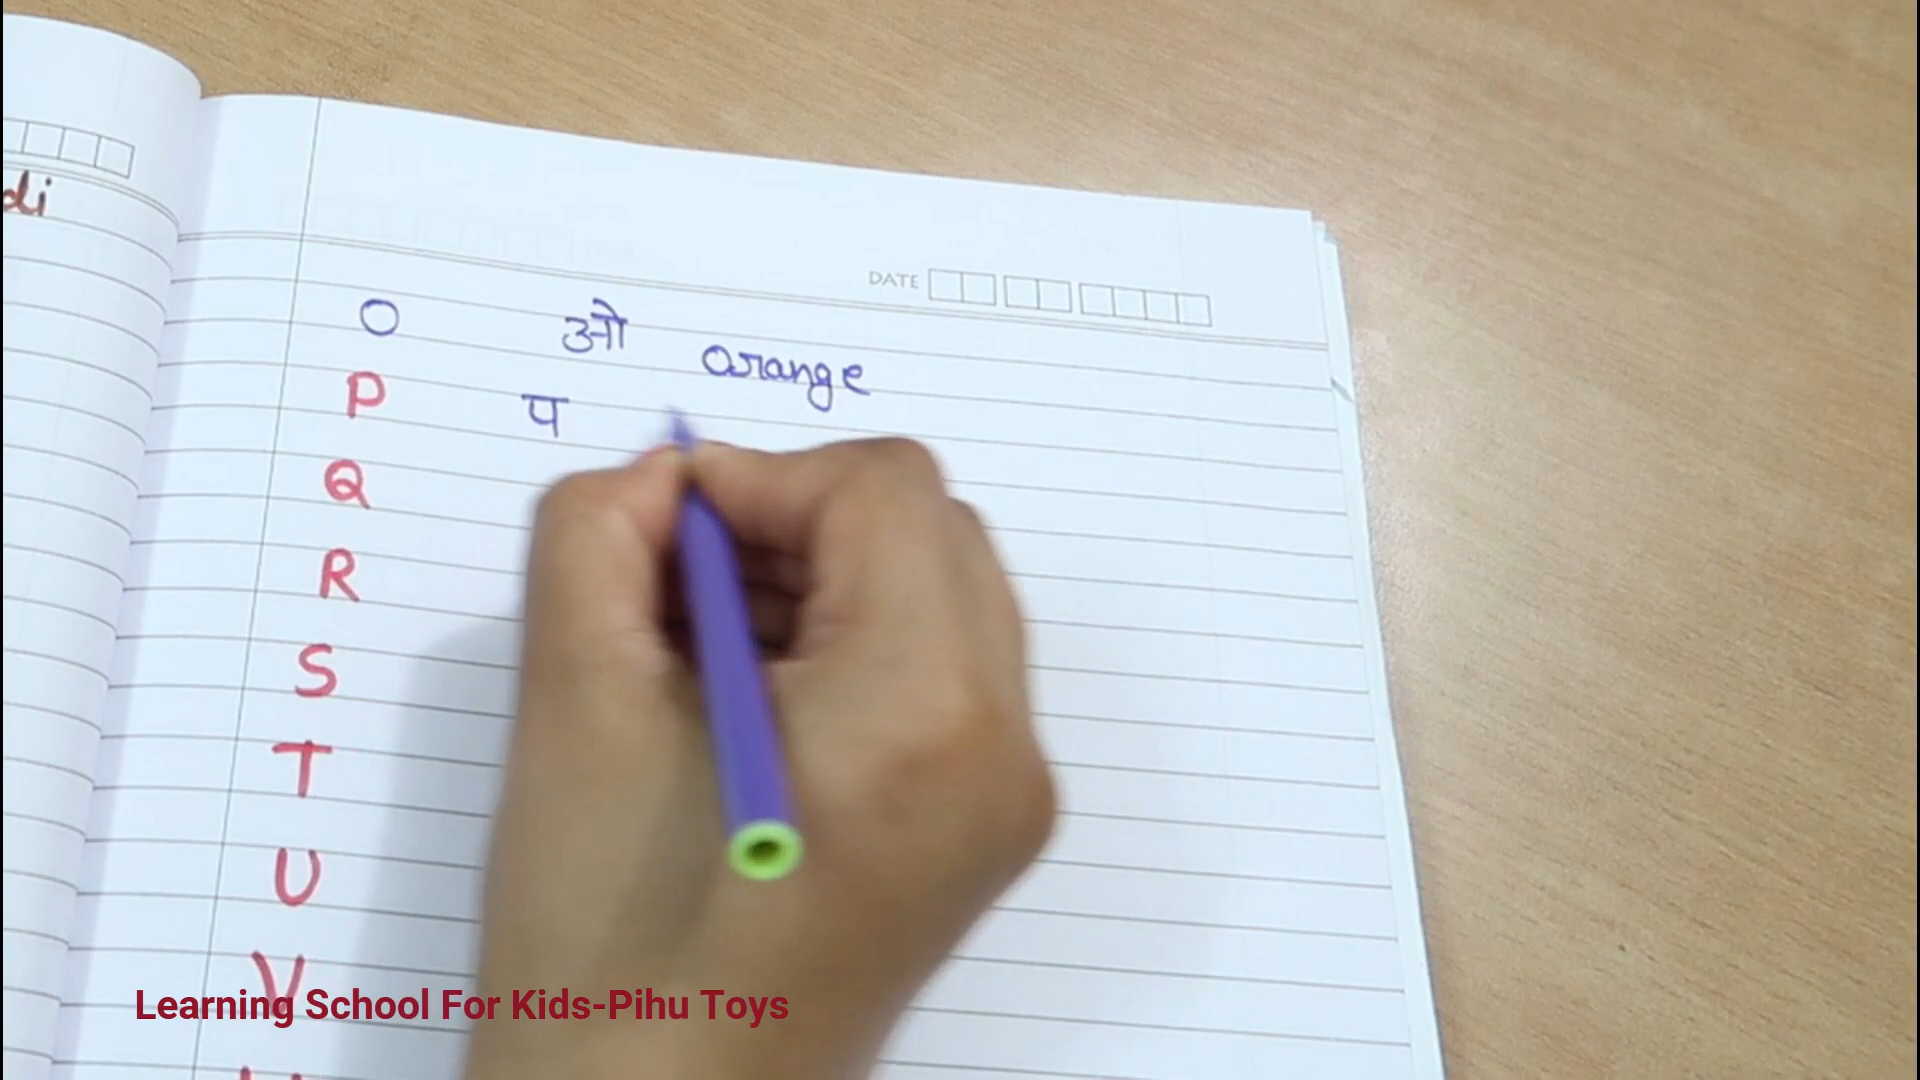 di
DATE
O ओ orange
P प
Q
R
S
T
U
V
Learning School For Kids-Pihu Toys